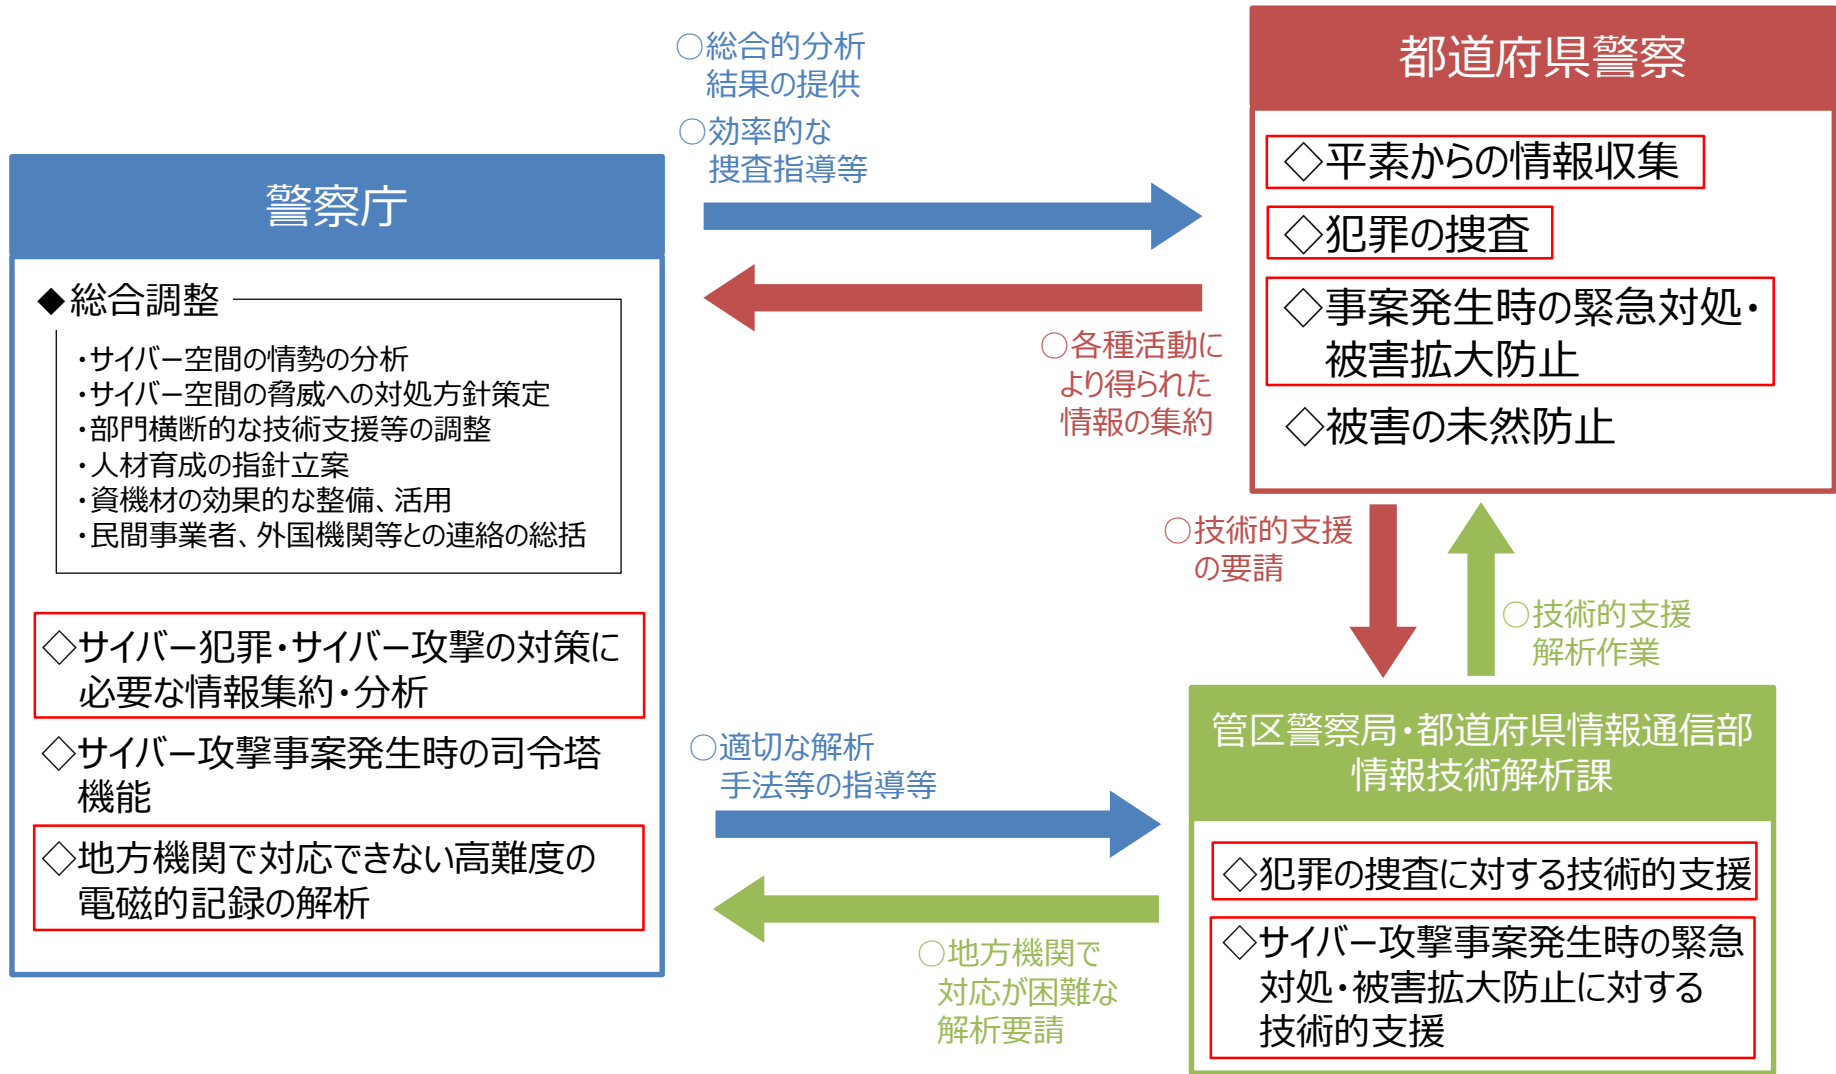 警察庁
◆総合調整
・サイバー空間の情勢の分析
・サイバー空間の脅威への対処方針策定
・部門横断的な技術支援等の調整
・人材育成の指針立案
・資機材の効果的な整備、活用
・民間事業者、外国機関等との連絡の総括
◇サイバー犯罪・サイバー攻撃の対策に
必要な情報集約・分析
◇サイバー攻撃事案発生時の司令塔
機能
◇地方機関で対応できない高難度の
電磁的記録の解析
○総合的分析
結果の提供
○効率的な
捜査指導等
○各種活動に
より得られた
情報の集約
都道府県警察
◇平素からの情報収集
◇犯罪の捜査
◇事案発生時の緊急対処・
被害拡大防止
◇被害の未然防止
○技術的支援
の要請
○技術的支援
解析作業
○適切な解析
手法等の指導等
○地方機関で
対応が困難な
解析要請
管区警察局・都道府県情報通信部
情報技術解析課
◇犯罪の捜査に対する技術的支援
◇サイバー攻撃事案発生時の緊急
対処・被害拡大防止に対する
技術的支援